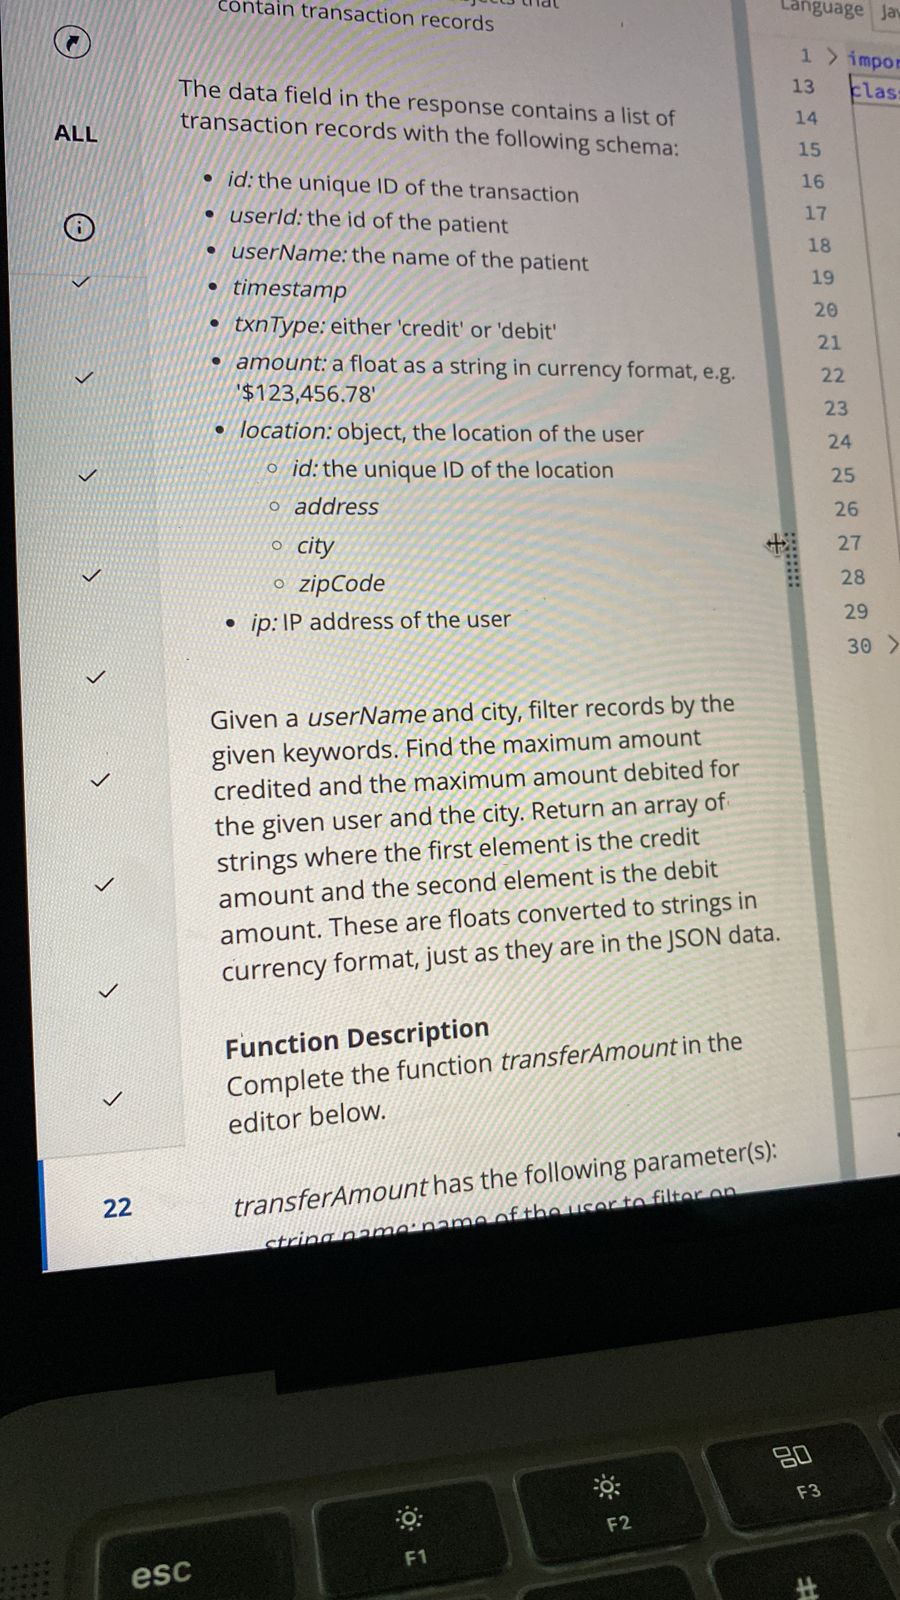 contain transaction records
The data field in the response contains a list of
transaction records with the following schema:
• id: the unique ID of the transaction
• userId: the id of the patient
• userName: the name of the patient
• timestamp
• txnType: either 'credit' or 'debit'
• amount: a float as a string in currency format, e.g.
'$123,456.78'
• location: object, the location of the user
○ id: the unique ID of the location
○ address
○ city
○ zipCode
• ip: IP address of the user
Given a userName and city, filter records by the
given keywords. Find the maximum amount
credited and the maximum amount debited for
the given user and the city. Return an array of
strings where the first element is the credit
amount and the second element is the debit
amount. These are floats converted to strings in
currency format, just as they are in the JSON data.
Function Description
Complete the function transferAmount in the
editor below.
transferAmount has the following parameter(s):
string name: name of the user to filter on
ALL
22
Language
1
13
14
15
16
17
18
19
20
21
22
23
24
25
26
27
28
29
30
esc
F1
F2
F3
#